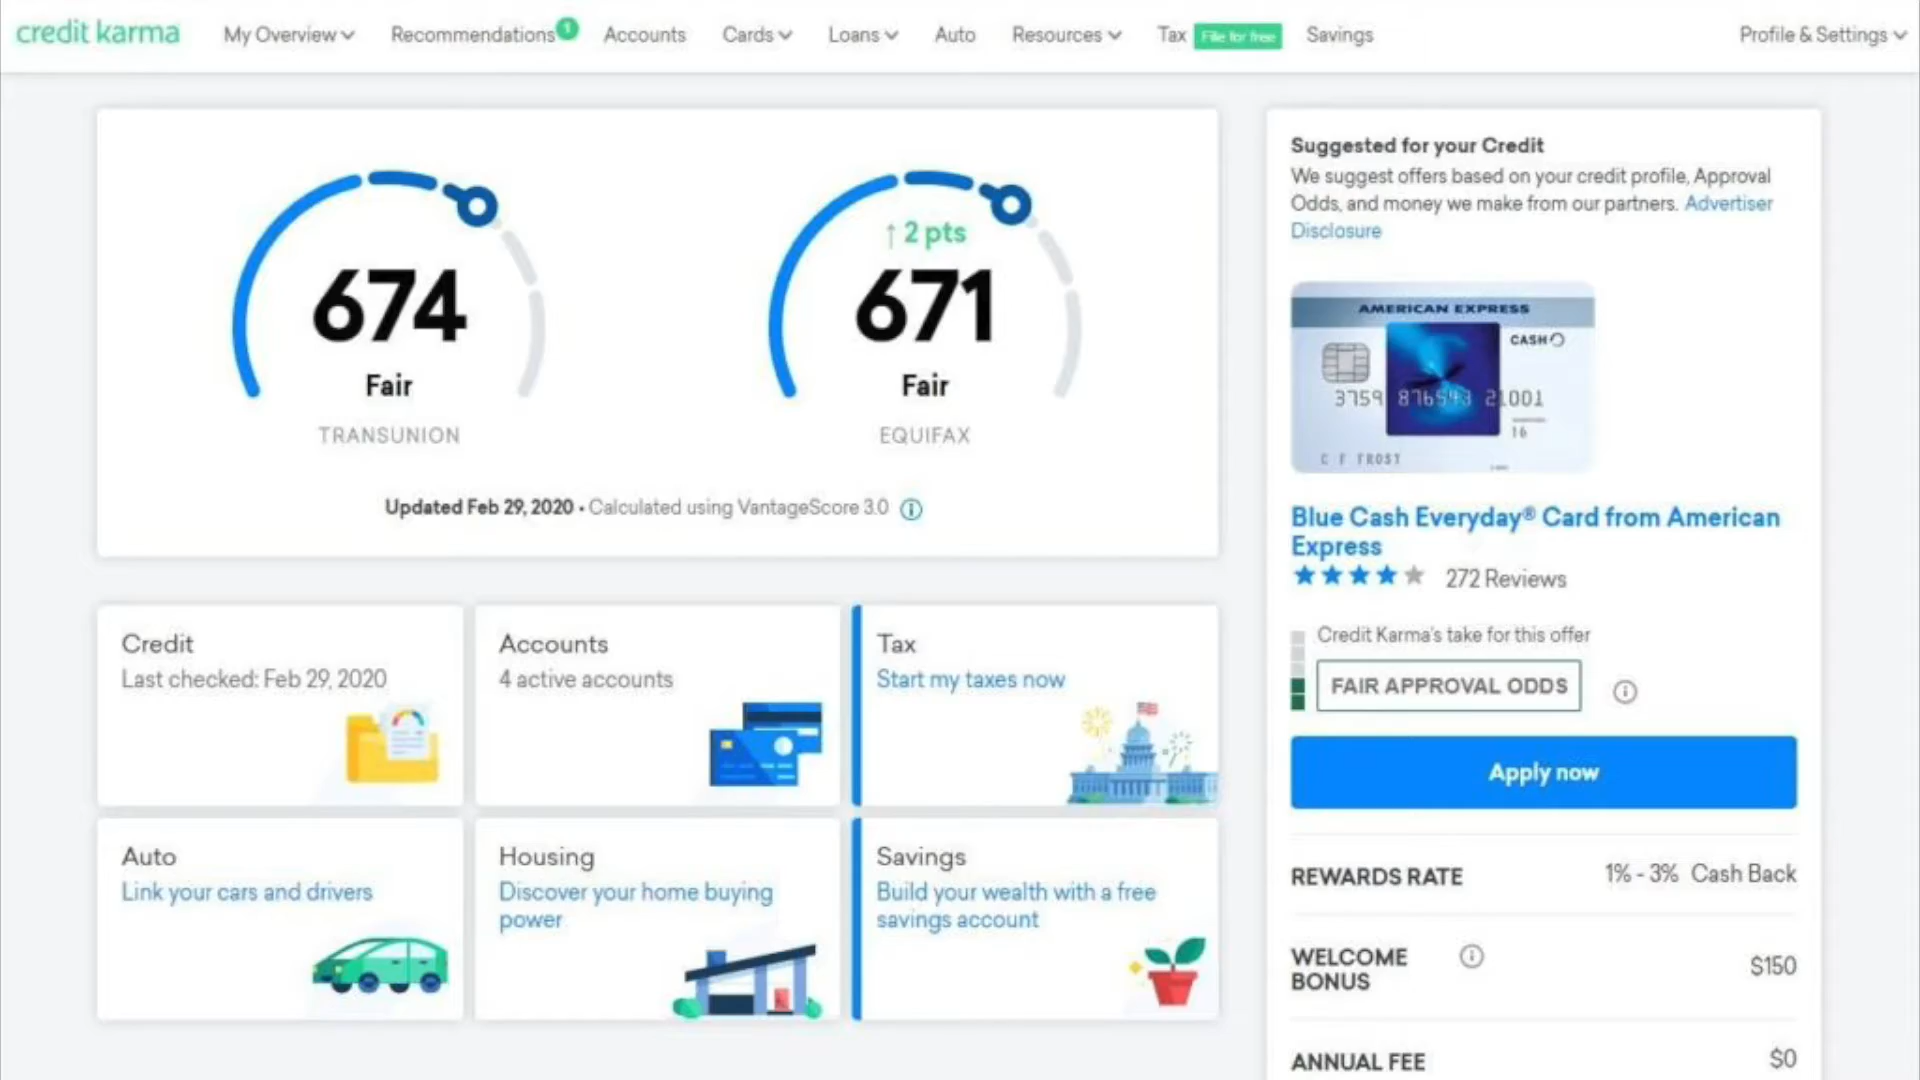 credit karma
My Overview
Recommendations
1
Accounts
Cards
Loans
Auto
Resources
Tax
File for free
Savings
Profile & Settings
674
Fair
TRANSUNION
↑ 2 pts
671
Fair
EQUIFAX
Updated Feb 29, 2020 • Calculated using VantageScore 3.0
Suggested for your Credit
We suggest offers based on your credit profile, Approval
Odds, and money we make from our partners. Advertiser
Disclosure
AMERICAN EXPRESS
CASH
3759 876543 21001
16
C F FROST
Blue Cash Everyday® Card from American
Express
272 Reviews
Credit Karma's take for this offer
FAIR APPROVAL ODDS
Apply now
REWARDS RATE
1% - 3% Cash Back
WELCOME
BONUS
$150
ANNUAL FEE
$0
Credit
Last checked: Feb 29, 2020
Accounts
4 active accounts
Tax
Start my taxes now
Auto
Link your cars and drivers
Housing
Discover your home buying
power
Savings
Build your wealth with a free
savings account